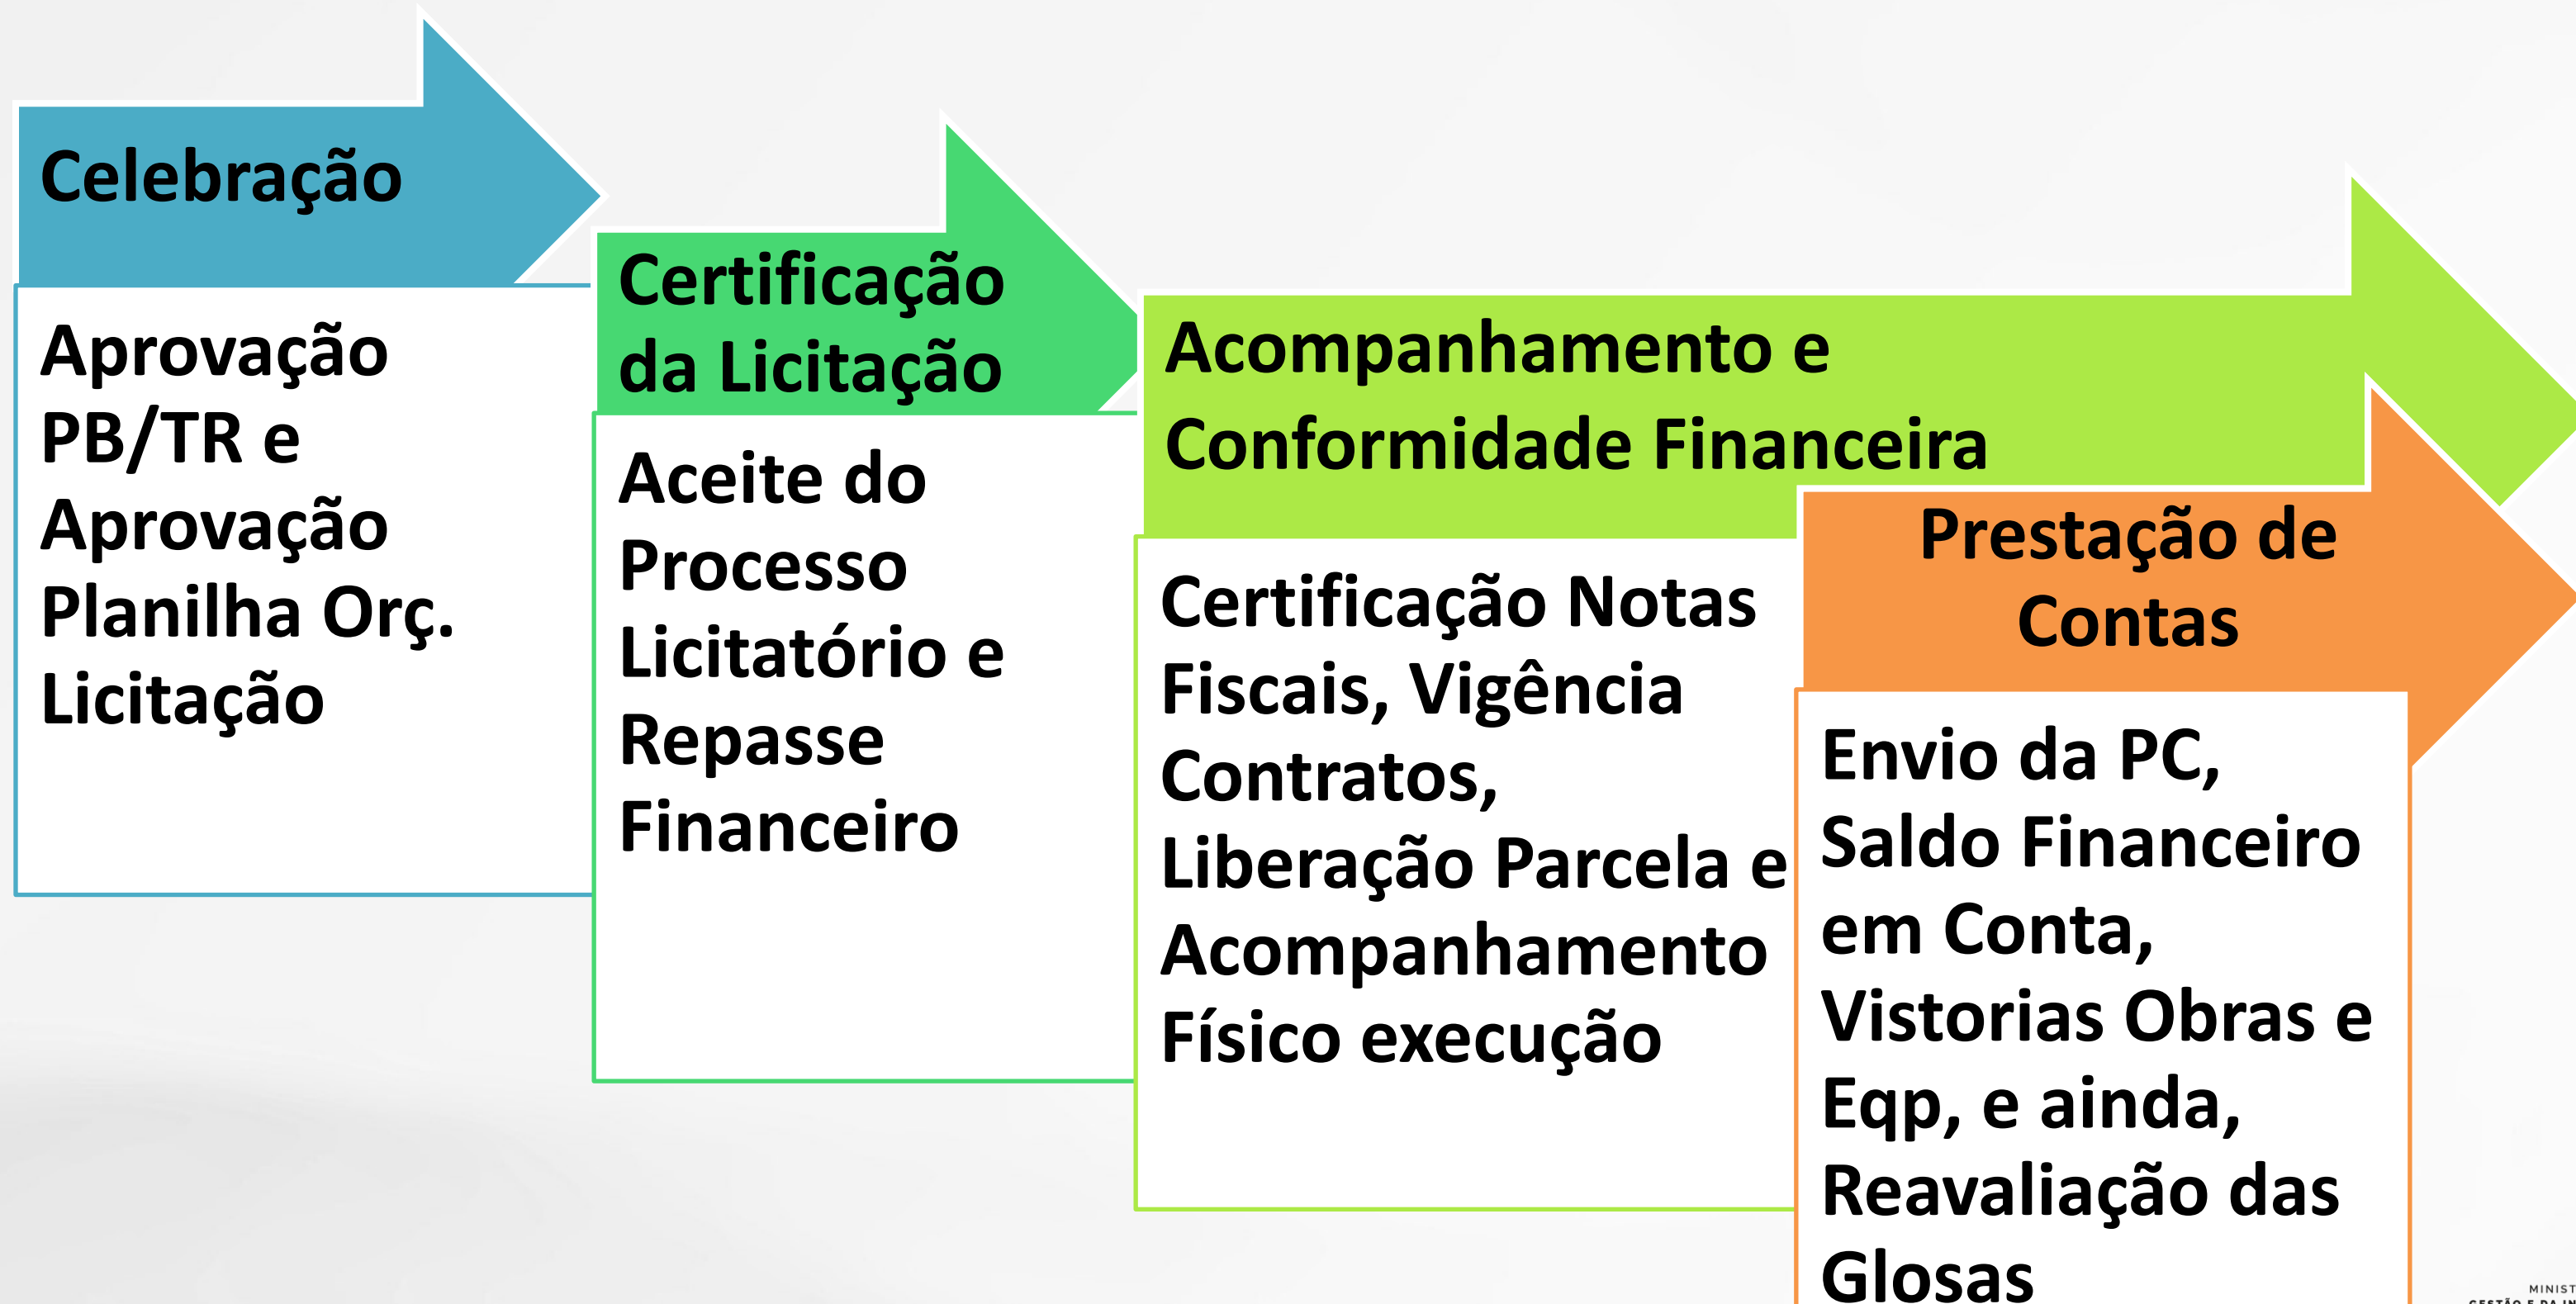 Celebração
Aprovação
PB/TR e
Aprovação
Planilha Orç.
Licitação
Certificação
da Licitação
Aceite do
Processo
Licitatório e
Repasse
Financeiro
Acompanhamento e
Conformidade Financeira
Certificação Notas
Fiscais, Vigência
Contratos,
Liberação Parcela e
Acompanhamento
Físico execução
Prestação de
Contas
Envio da PC,
Saldo Financeiro
em Conta,
Vistorias Obras e
Eqp, e ainda,
Reavaliação das
Glosas